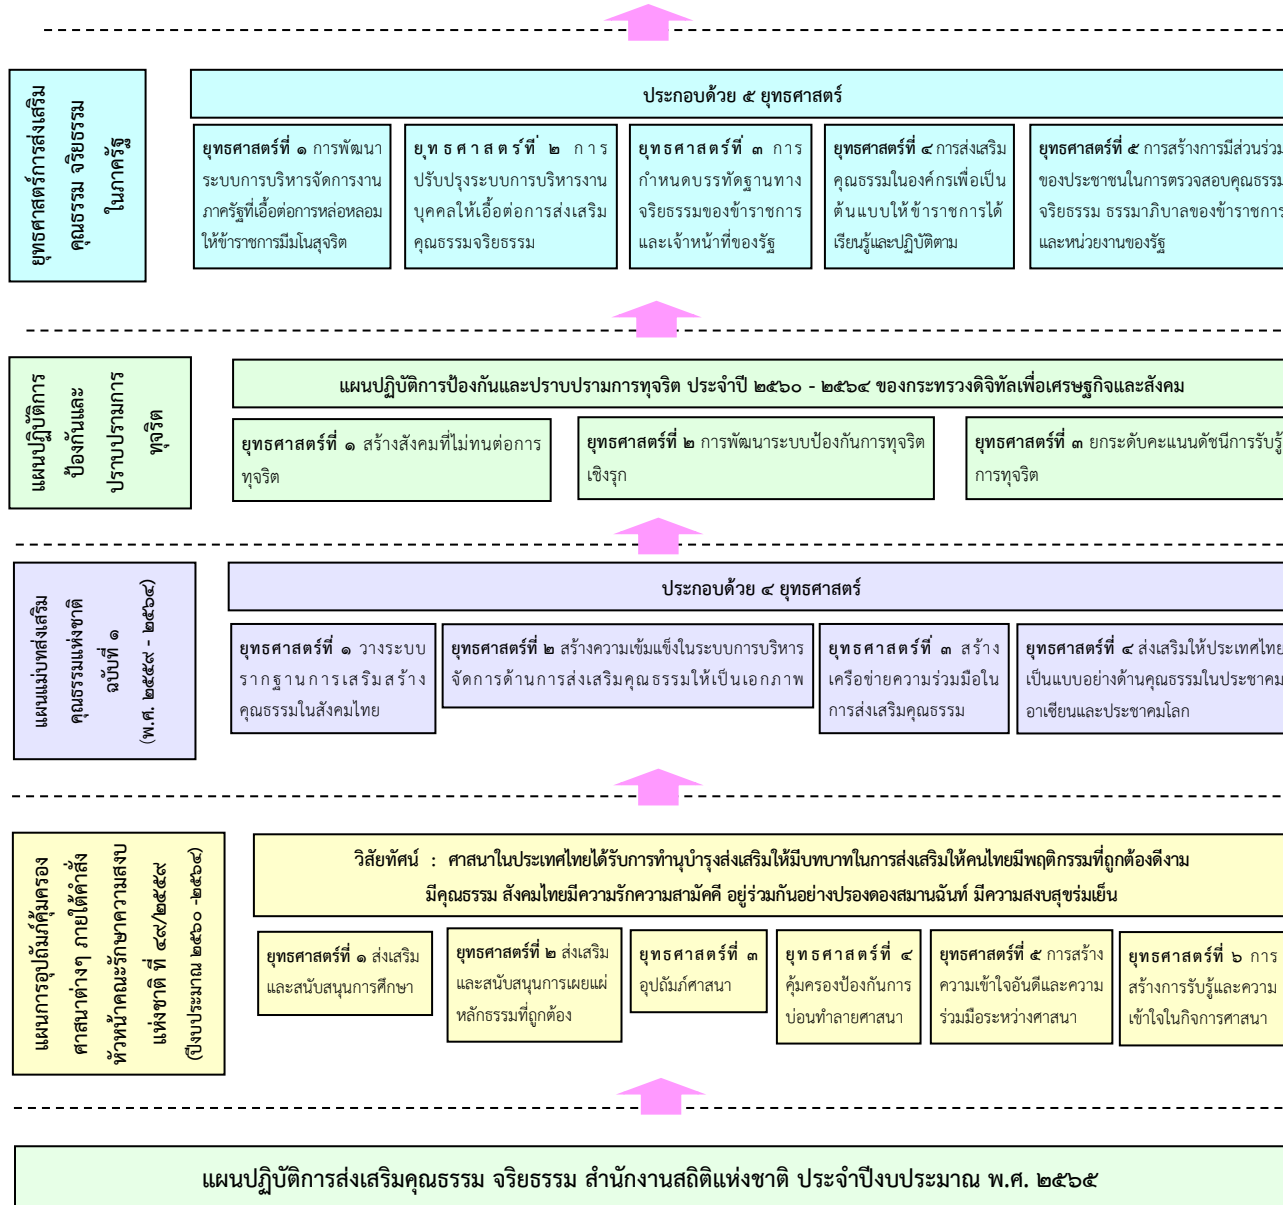 ยุทธศาสตร์การส่งเสริม
คุณธรรม จริยธรรม
ในภาครัฐ
ประกอบด้วย ๕ ยุทธศาสตร์
ยุทธศาสตร์ที่ ๑ การพัฒนา
ระบบการบริหารจัดการงาน
ภาครัฐที่เอื้อต่อการหล่อหลอม
ให้ข้าราชการมีมโนสุจริต
ยุทธศาสตร์ที่ ๒ การ
ปรับปรุงระบบการบริหารงาน
บุคคลให้เอื้อต่อการส่งเสริม
คุณธรรมจริยธรรม
ยุทธศาสตร์ที่ ๓ การ
กำหนดบรรทัดฐานทาง
จริยธรรมของข้าราชการ
และเจ้าหน้าที่ของรัฐ
ยุทธศาสตร์ที่ ๔ การส่งเสริม
คุณธรรมในองค์กรเพื่อเป็น
ต้นแบบให้ข้าราชการได้
เรียนรู้และปฏิบัติตาม
ยุทธศาสตร์ที่ ๕ การสร้างการมีส่วนร่วม
ของประชาชนในการตรวจสอบคุณธรรม
จริยธรรม ธรรมาภิบาลของข้าราชการ
และหน่วยงานของรัฐ
แผนปฏิบัติการ
ป้องกันและ
ปราบปรามการ
ทุจริต
แผนปฏิบัติการป้องกันและปราบปรามการทุจริต ประจำปี ๒๕๖๐ - ๒๕๖๔ ของกระทรวงดิจิทัลเพื่อเศรษฐกิจและสังคม
ยุทธศาสตร์ที่ ๑ สร้างสังคมที่ไม่ทนต่อการ
ทุจริต
ยุทธศาสตร์ที่ ๒ การพัฒนาระบบป้องกันการทุจริต
เชิงรุก
ยุทธศาสตร์ที่ ๓ ยกระดับคะแนนดัชนีการรับรู้
การทุจริต
แผนแม่บทส่งเสริม
คุณธรรมแห่งชาติ
ฉบับที่ ๑
(พ.ศ. ๒๕๕๙ - ๒๕๖๔)
ประกอบด้วย ๔ ยุทธศาสตร์
ยุทธศาสตร์ที่ ๑ วางระบบ
รากฐานการเสริมสร้าง
คุณธรรมในสังคมไทย
ยุทธศาสตร์ที่ ๒ สร้างความเข้มแข็งในระบบการบริหาร
จัดการด้านการส่งเสริมคุณธรรมให้เป็นเอกภาพ
ยุทธศาสตร์ที่ ๓ สร้าง
เครือข่ายความร่วมมือใน
การส่งเสริมคุณธรรม
ยุทธศาสตร์ที่ ๔ ส่งเสริมให้ประเทศไทย
เป็นแบบอย่างด้านคุณธรรมในประชาคม
อาเซียนและประชาคมโลก
แผนการอุปถัมภ์คุ้มครอง
ศาสนาต่างๆ ภายใต้คำสั่ง
หัวหน้าคณะรักษาความสงบ
แห่งชาติ ที่ ๔๙/๒๕๕๙
(ปีงบประมาณ ๒๕๖๐ -๒๕๖๔)
วิสัยทัศน์ : ศาสนาในประเทศไทยได้รับการทำนุบำรุงส่งเสริมให้มีบทบาทในการส่งเสริมให้คนไทยมีพฤติกรรมที่ถูกต้องดีงาม
มีคุณธรรม สังคมไทยมีความรักความสามัคคี อยู่ร่วมกันอย่างปรองดองสมานฉันท์ มีความสงบสุขร่มเย็น
ยุทธศาสตร์ที่ ๑ ส่งเสริม
และสนับสนุนการศึกษา
ยุทธศาสตร์ที่ ๒ ส่งเสริม
และสนับสนุนการเผยแผ่
หลักธรรมที่ถูกต้อง
ยุทธศาสตร์ที่ ๓
อุปถัมภ์ศาสนา
ยุทธศาสตร์ที่ ๔
คุ้มครองป้องกันการ
บ่อนทำลายศาสนา
ยุทธศาสตร์ที่ ๕ การสร้าง
ความเข้าใจอันดีและความ
ร่วมมือระหว่างศาสนา
ยุทธศาสตร์ที่ ๖ การ
สร้างการรับรู้และความ
เข้าใจในกิจการศาสนา
แผนปฏิบัติการส่งเสริมคุณธรรม จริยธรรม สำนักงานสถิติแห่งชาติ ประจำปีงบประมาณ พ.ศ. ๒๕๖๕